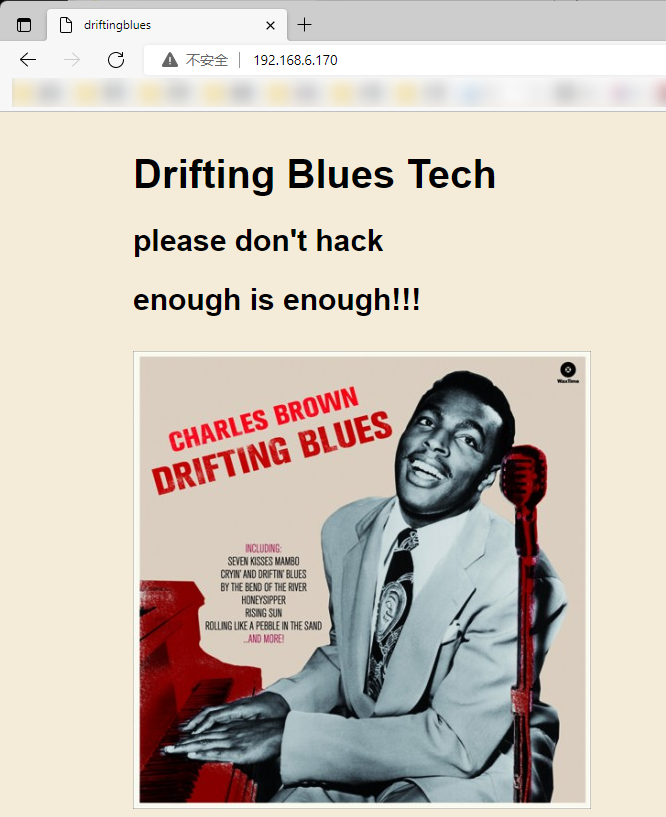 driftingblues
不安全
192.168.6.170
Drifting Blues Tech
please don't hack
enough is enough!!!
WaxTime
CHARLES BROWN
DRIFTING BLUES
INCLUDING:
SEVEN KISSES MAMBO
CRYIN' AND DRIFTIN' BLUES
BY THE BEND OF THE RIVER
HONEYSIPPER
RISING SUN
ROLLING LIKE A PEBBLE IN THE SAND
...AND MORE!